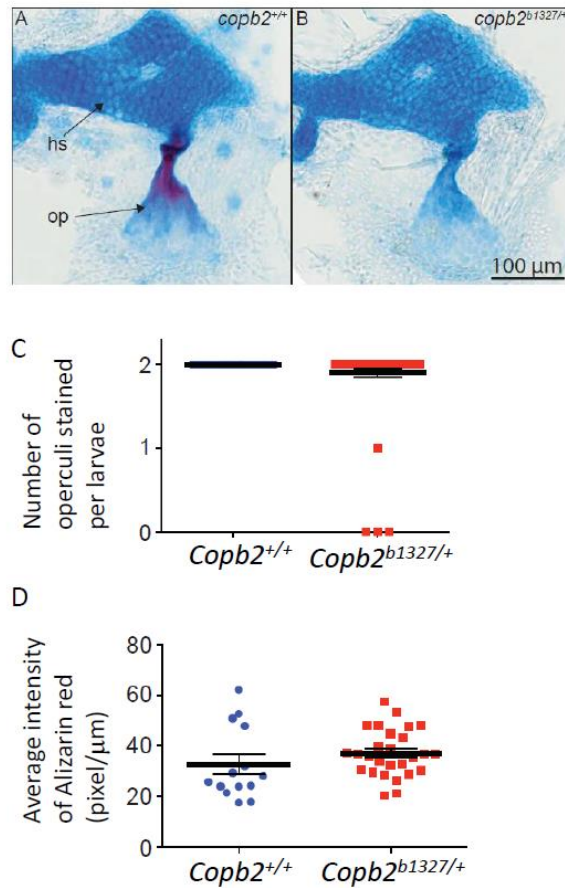 A
copb2+/+
B
copb2b1327/+
hs
op
100 µm
C
Number of
operculi stained
per larvae
2
1
0
Copb2+/+
Copb2b1327/+
D
Average intensity
of Alizarin red
(pixel/µm)
80
60
40
20
0
Copb2+/+
Copb2b1327/+